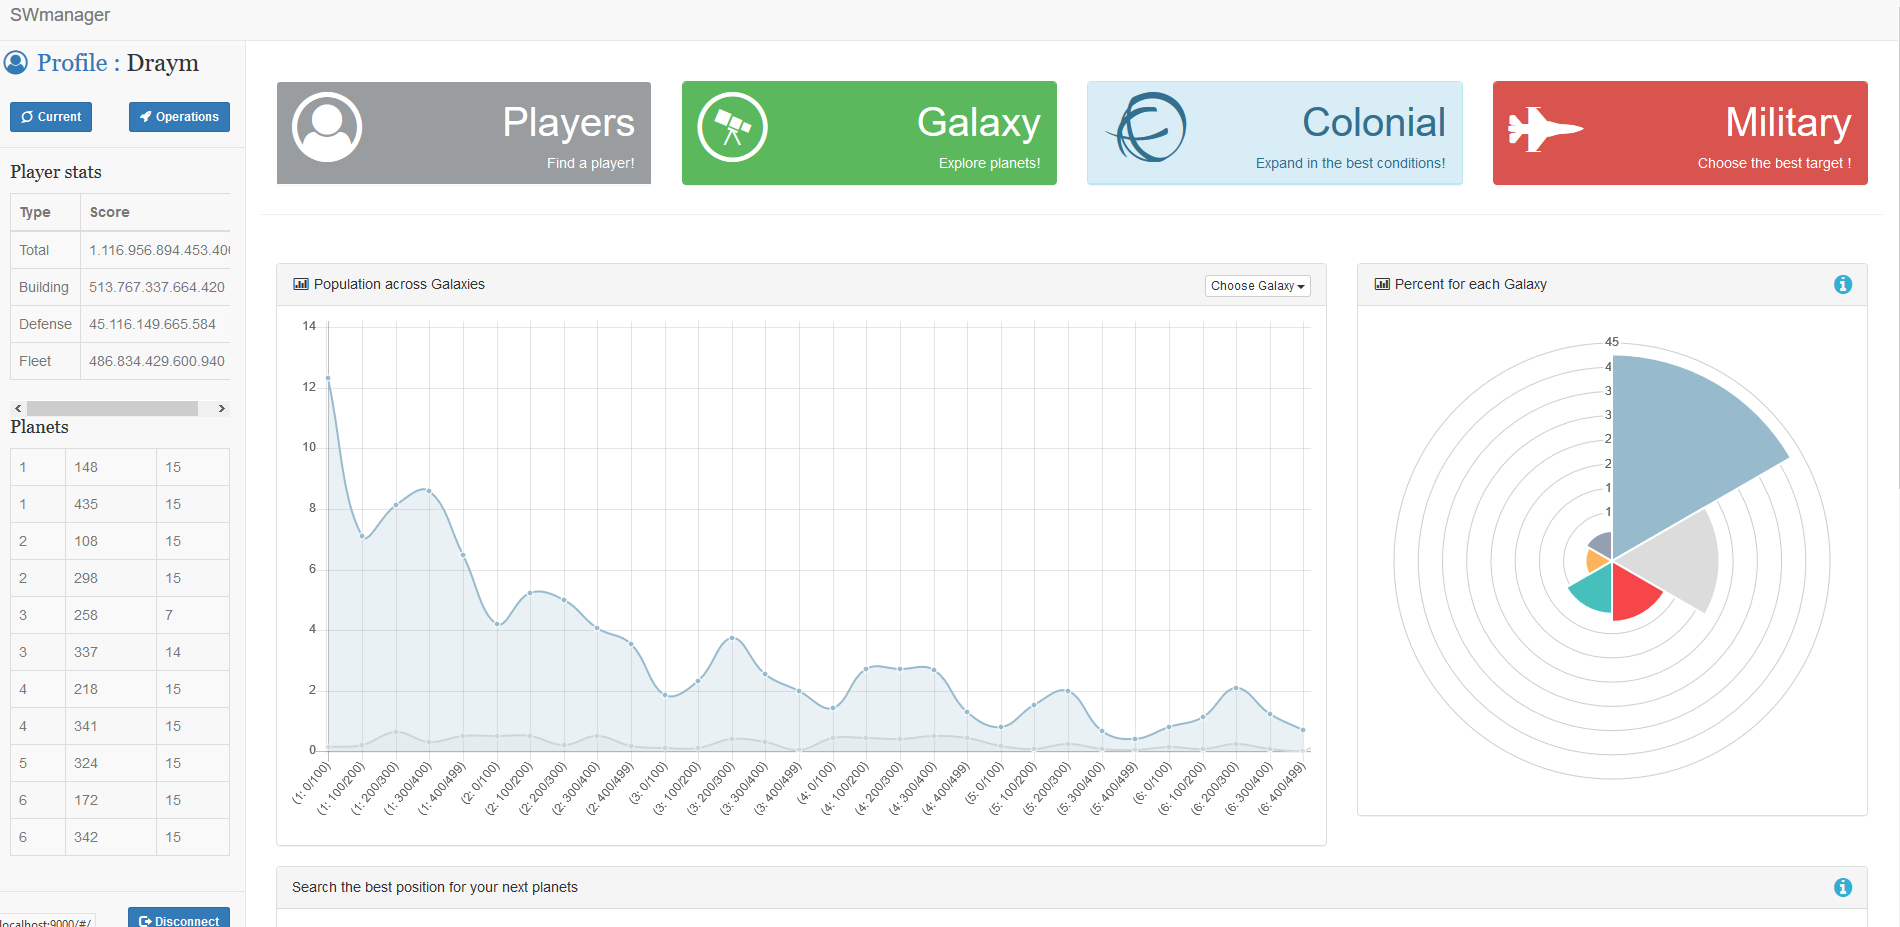 SWmanager
Profile : Draym
Current
Operations
Player stats
Type Score
Total 1.116.956.894.453.40
Building 513.767.337.664.420
Defense 45.116.149.665.584
Fleet 486.834.429.600.940
Planets
1 148 15
1 435 15
2 108 15
2 298 15
3 258 7
3 337 14
4 218 15
4 341 15
5 324 15
6 172 15
6 342 15
localhost:9000/#/
Disconnect
Players
Find a player!
Galaxy
Explore planets!
Colonial
Expand in the best conditions!
Military
Choose the best target !
Population across Galaxies
Choose Galaxy
14
12
10
8
6
4
2
0
(1: 0/100)
(1: 100/200)
(1: 200/300)
(1: 300/400)
(1: 400/499)
(2: 0/100)
(2: 100/200)
(2: 200/300)
(2: 300/400)
(2: 400/499)
(3: 0/100)
(3: 100/200)
(3: 200/300)
(3: 300/400)
(3: 400/499)
(4: 0/100)
(4: 100/200)
(4: 200/300)
(4: 300/400)
(4: 400/499)
(5: 0/100)
(5: 100/200)
(5: 200/300)
(5: 300/400)
(5: 400/499)
(6: 0/100)
(6: 100/200)
(6: 200/300)
(6: 300/400)
(6: 400/499)
Percent for each Galaxy
45
4
3
3
2
2
1
1
Search the best position for your next planets